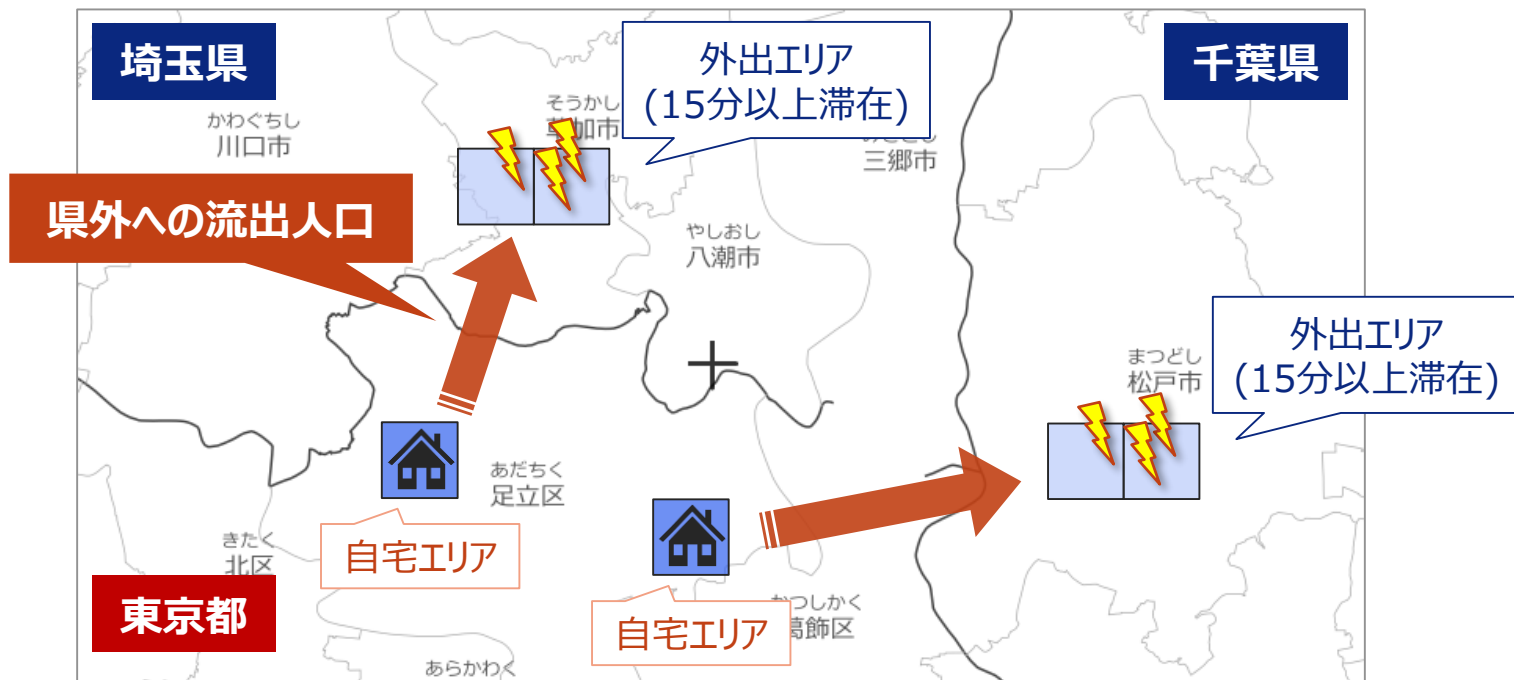 埼玉県
外出エリア
(15分以上滞在)
千葉県
かわぐちし
川口市
そうかし
草加市
三郷市
県外への流出人口
やしおし
八潮市
外出エリア
(15分以上滞在)
まつどし
松戸市
あだちく
足立区
きたく
北区
自宅エリア
かつしかく
葛飾区
自宅エリア
東京都
あらかわく